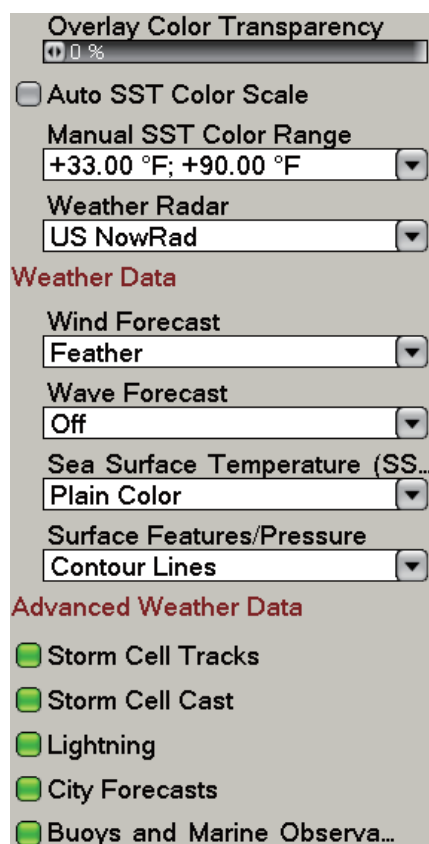 Overlay Color Transparency
0 %
Auto SST Color Scale
Manual SST Color Range
+33.00 °F; +90.00 °F
Weather Radar
US NowRad
Weather Data
Wind Forecast
Feather
Wave Forecast
Off
Sea Surface Temperature (SS...
Plain Color
Surface Features/Pressure
Contour Lines
Advanced Weather Data
Storm Cell Tracks
Storm Cell Cast
Lightning
City Forecasts
Buoys and Marine Observa...